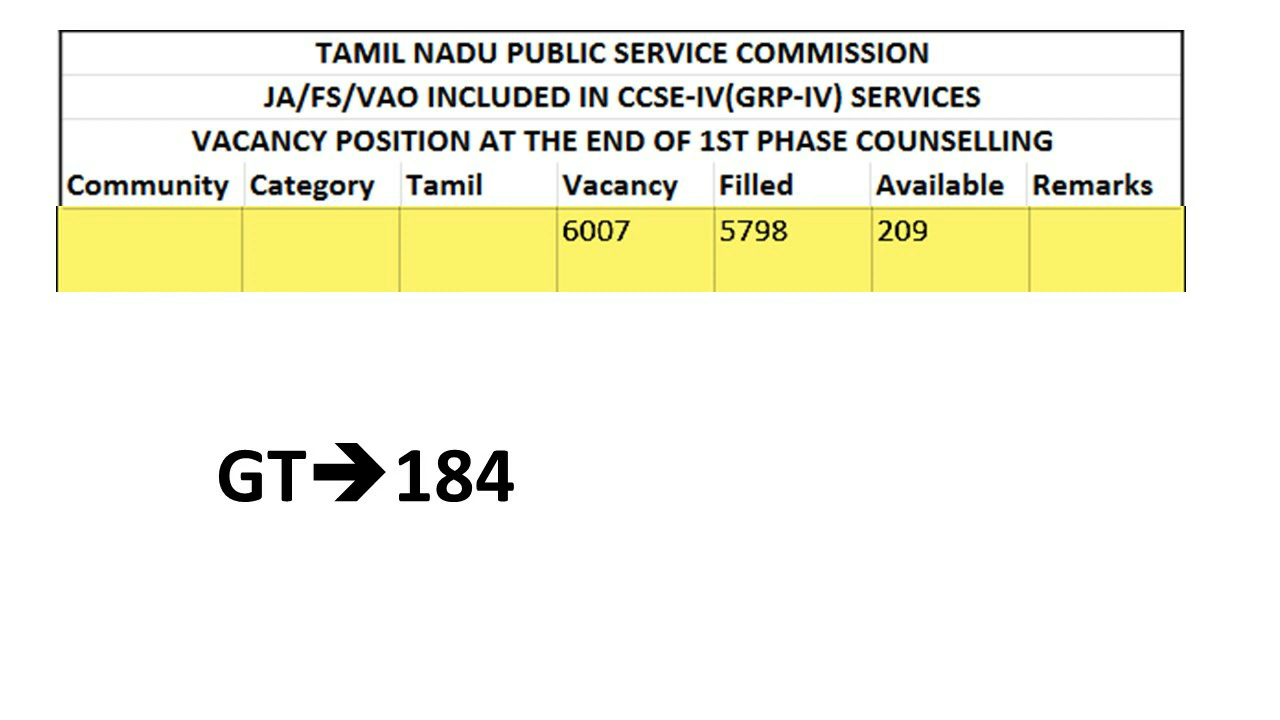 TAMIL NADU PUBLIC SERVICE COMMISSION
JA/FS/VAO INCLUDED IN CCSE-IV(GRP-IV) SERVICES
VACANCY POSITION AT THE END OF 1ST PHASE COUNSELLING
Community Category Tamil Vacancy Filled Available Remarks
6007 5798 209
GT➔184